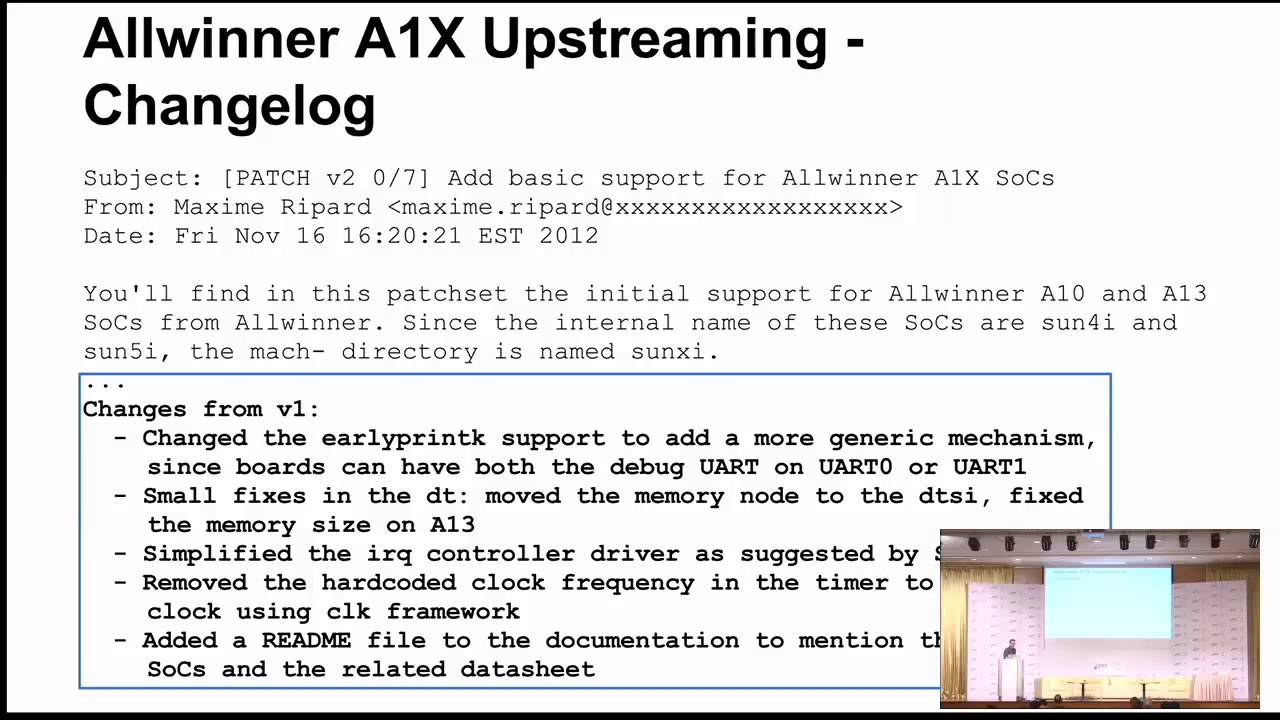 Allwinner A1X Upstreaming -
Changelog
Subject: [PATCH v2 0/7] Add basic support for Allwinner A1X SoCs
From: Maxime Ripard <maxime.ripard@xxxxxxxxxxxxxxxxxx>
Date: Fri Nov 16 16:20:21 EST 2012
You'll find in this patchset the initial support for Allwinner A10 and A13
SoCs from Allwinner. Since the internal name of these SoCs are sun4i and
sun5i, the mach- directory is named sunxi.
...
Changes from v1:
- Changed the earlyprintk support to add a more generic mechanism,
since boards can have both the debug UART on UART0 or UART1
- Small fixes in the dt: moved the memory node to the dtsi, fixed
the memory size on A13
- Simplified the irq controller driver as suggested by
- Removed the hardcoded clock frequency in the timer to
clock using clk framework
- Added a README file to the documentation to mention
SoCs and the related datasheet